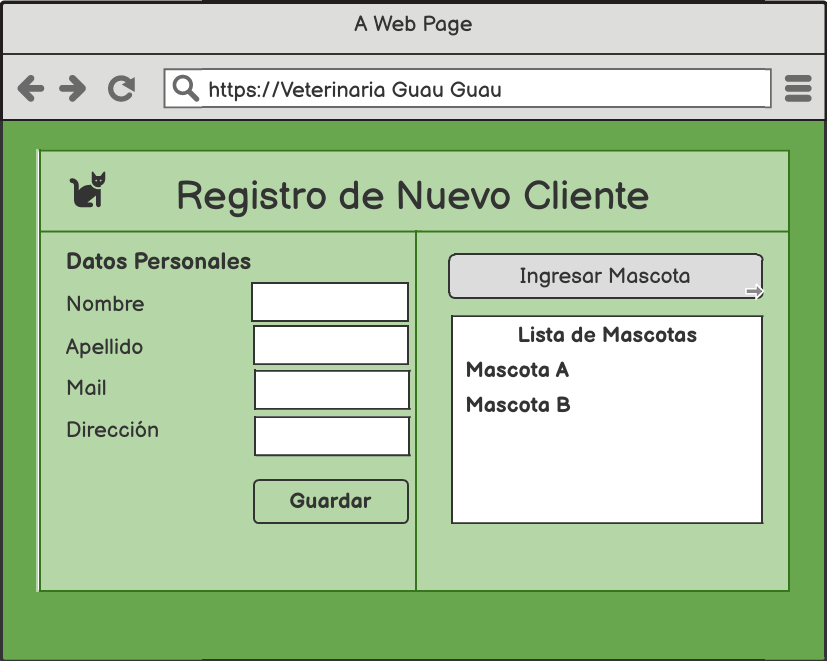 A Web Page
https://Veterinaria Guau Guau
Registro de Nuevo Cliente
Datos Personales
Nombre
Apellido
Mail
Dirección
Guardar
Ingresar Mascota
Lista de Mascotas
Mascota A
Mascota B